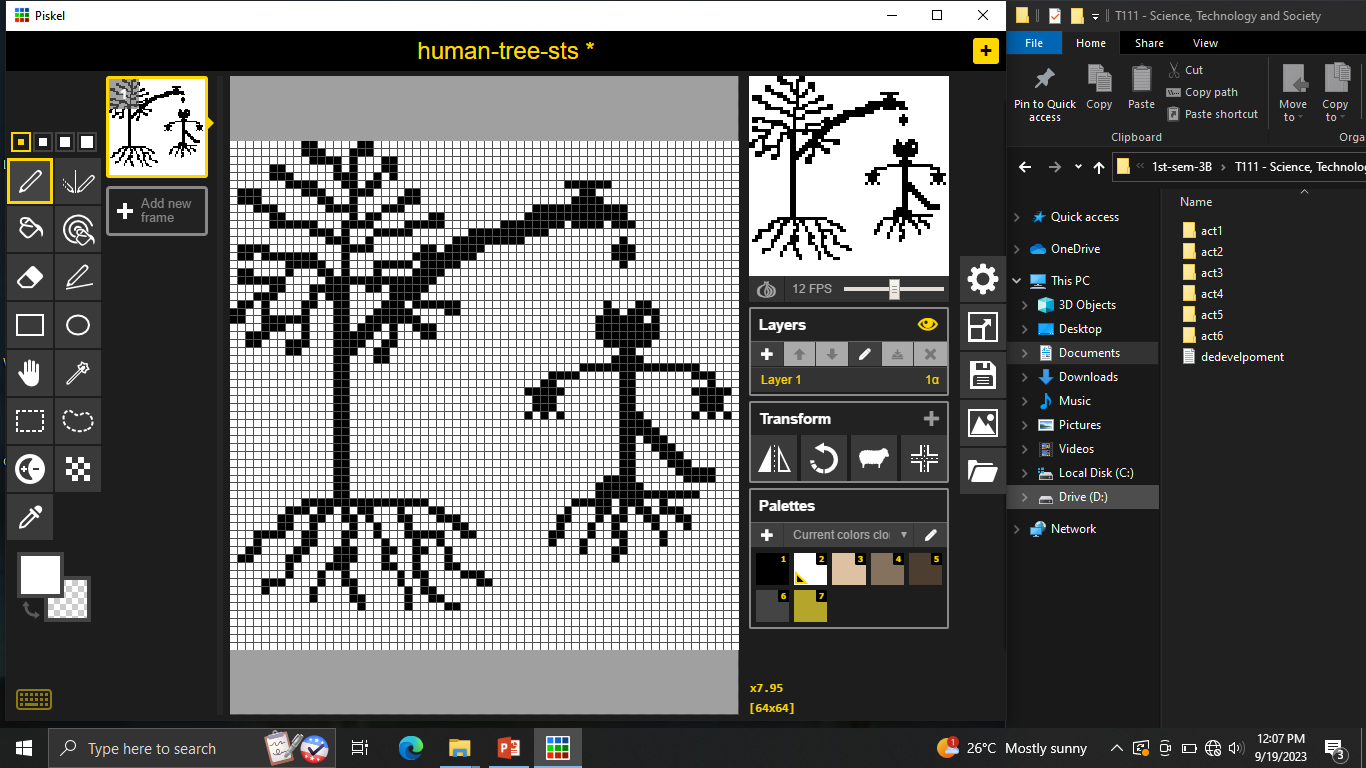 Piskel
human-tree-sts *
Add new
frame
12 FPS
Layers
Layer 1
1α
Transform
Palettes
Current colors clo
1
2
3
4
5
6
7
x7.95
[64x64]
T111 - Science, Technology and Society
File
Home
Share
View
Pin to Quick
access
Copy
Paste
Cut
Copy path
Paste shortcut
Move
to
Copy
to
Clipboard
Orga
1st-sem-3B
T111 - Science, Technolog
Name
Quick access
OneDrive
This PC
3D Objects
Desktop
Documents
Downloads
Music
Pictures
Videos
Local Disk (C:)
Drive (D:)
Network
act1
act2
act3
act4
act5
act6
dedevelpoment
Type here to search
1
26°C Mostly sunny
12:07 PM
9/19/2023
3